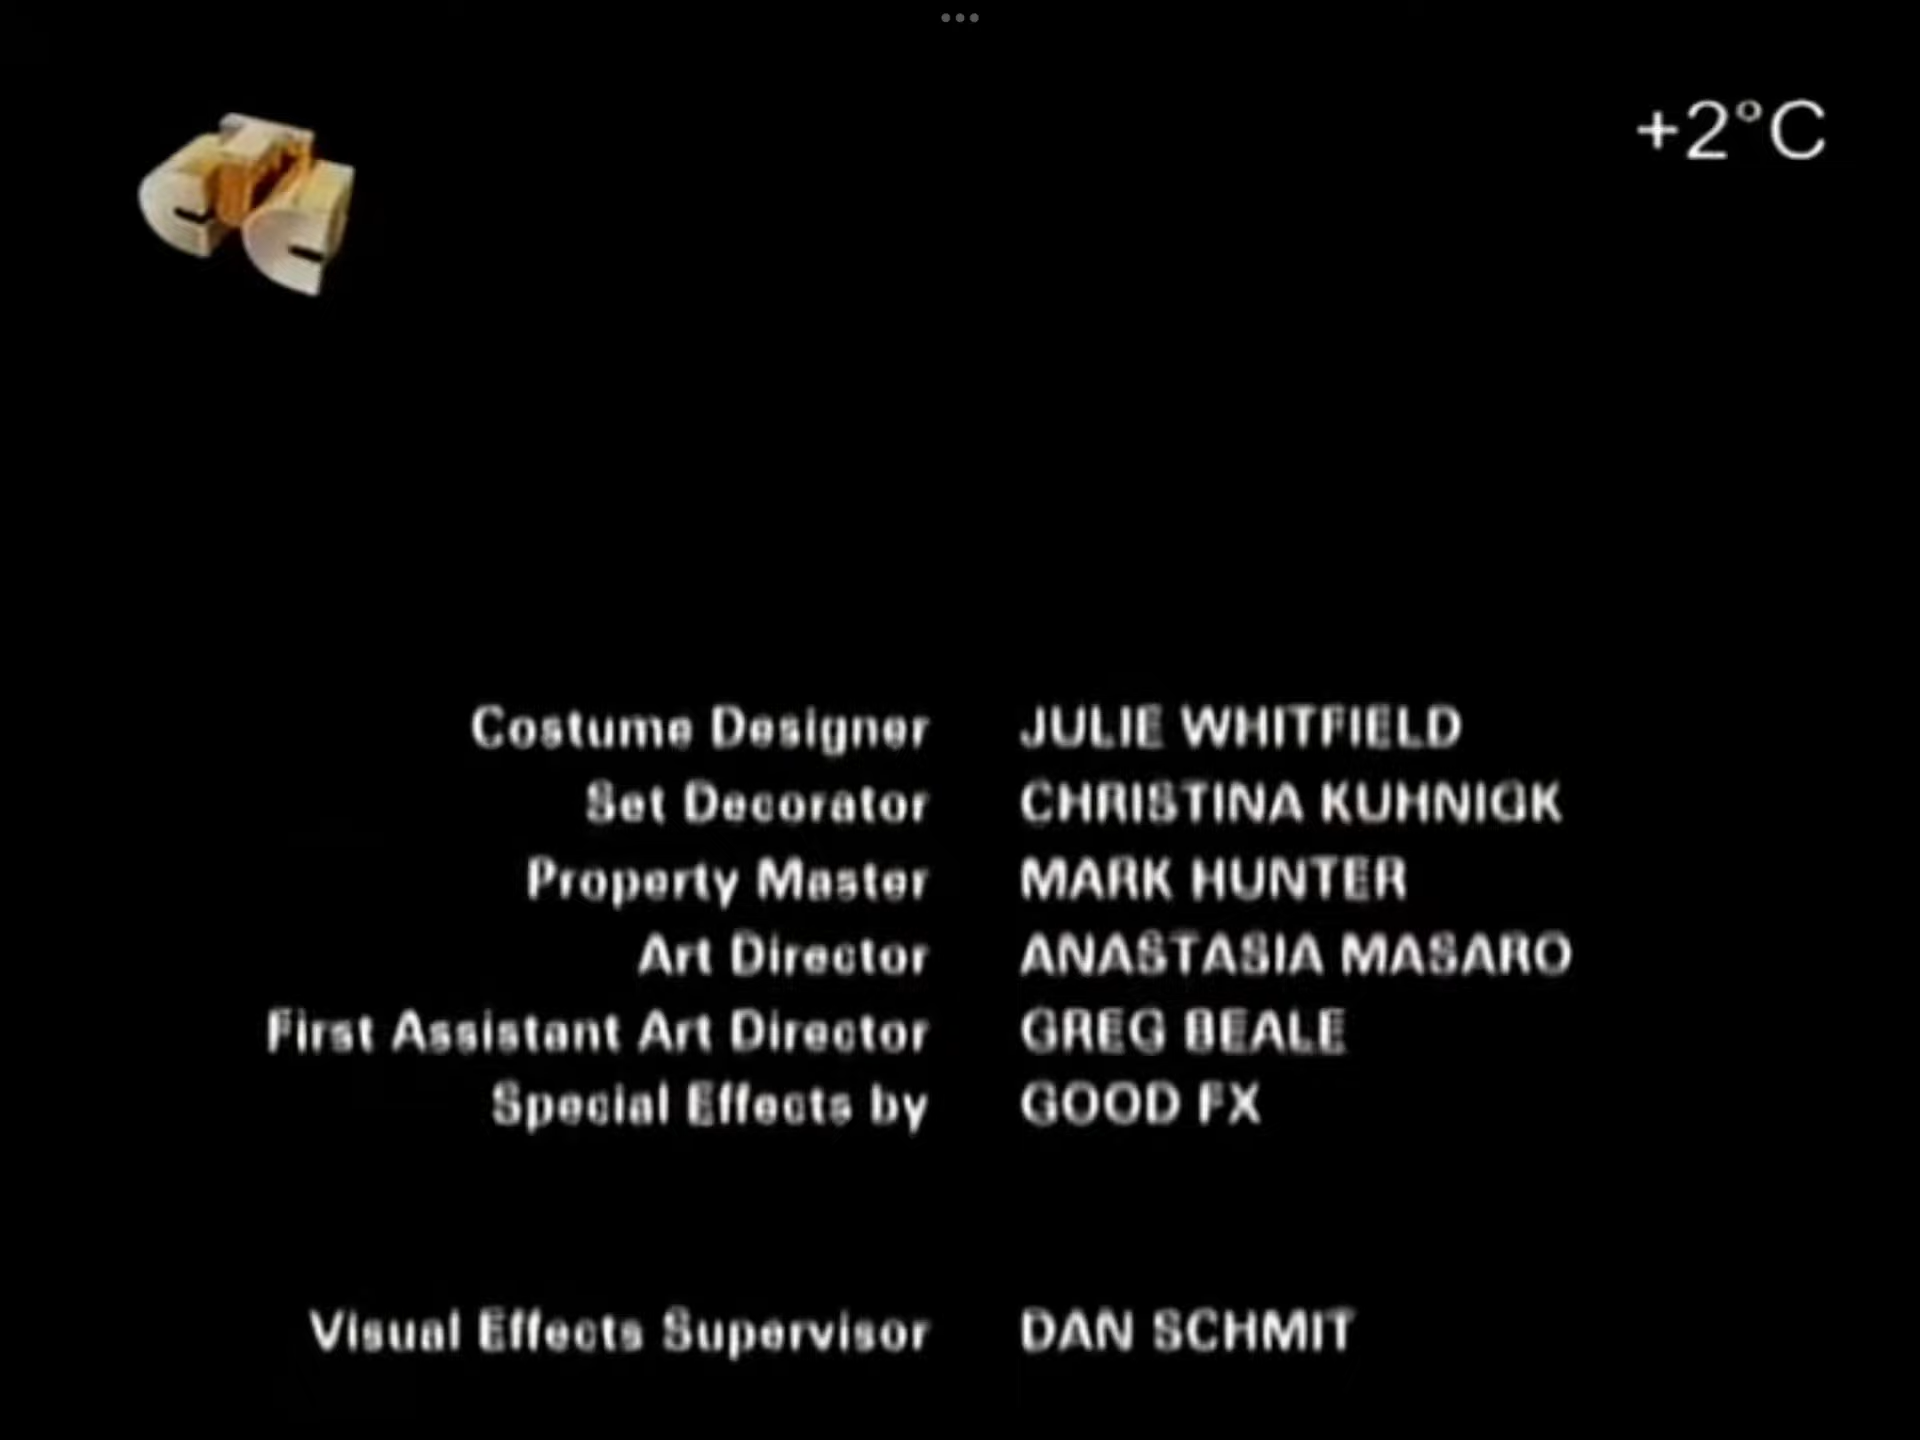 +2°C
Costume Designer JULIE WHITFIELD
Set Decorator CHRISTINA KUHNIGK
Property Master MARK HUNTER
Art Director ANASTASIA MASARO
First Assistant Art Director GREG BEALE
Special Effects by GOOD FX
Visual Effects Supervisor DAN SCHMIT